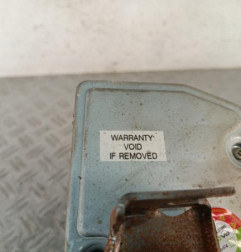 WARRANTY
VOID
IF REMOVED